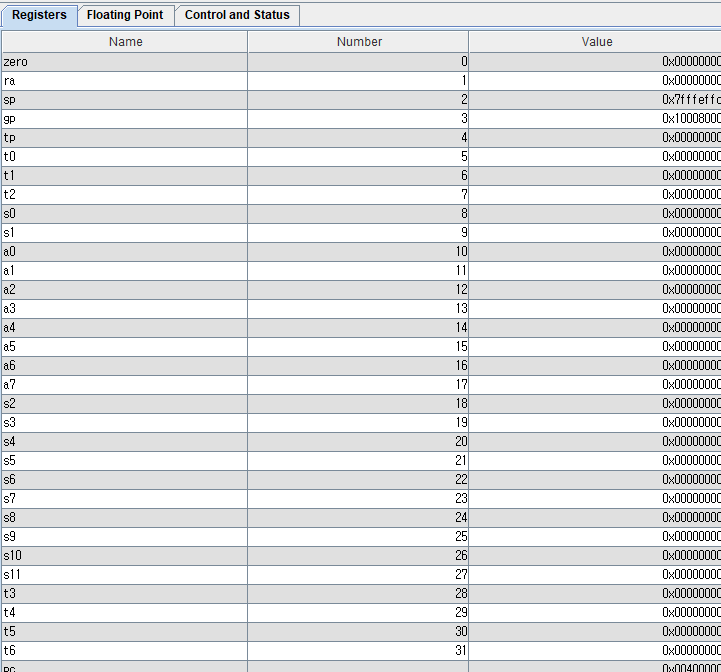 Registers Floating Point Control and Status
Name Number Value
zero 0 0x00000000
ra 1 0x00000000
sp 2 0x7fffeffc
gp 3 0x10008000
tp 4 0x00000000
t0 5 0x00000000
t1 6 0x00000000
t2 7 0x00000000
s0 8 0x00000000
s1 9 0x00000000
a0 10 0x00000000
a1 11 0x00000000
a2 12 0x00000000
a3 13 0x00000000
a4 14 0x00000000
a5 15 0x00000000
a6 16 0x00000000
a7 17 0x00000000
s2 18 0x00000000
s3 19 0x00000000
s4 20 0x00000000
s5 21 0x00000000
s6 22 0x00000000
s7 23 0x00000000
s8 24 0x00000000
s9 25 0x00000000
s10 26 0x00000000
s11 27 0x00000000
t3 28 0x00000000
t4 29 0x00000000
t5 30 0x00000000
t6 31 0x00000000
pc 0x00400000